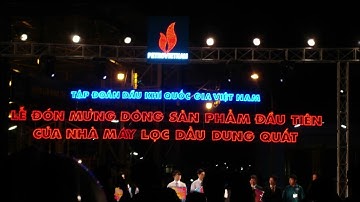 PETROVIETNAM
TẬP ĐOÀN DẦU KHÍ QUỐC GIA VIỆT NAM
LỄ ĐÓN MỪNG DÒNG SẢN PHẨM ĐẦU TIÊN
CỦA NHÀ MÁY LỌC DẦU DUNG QUẤT